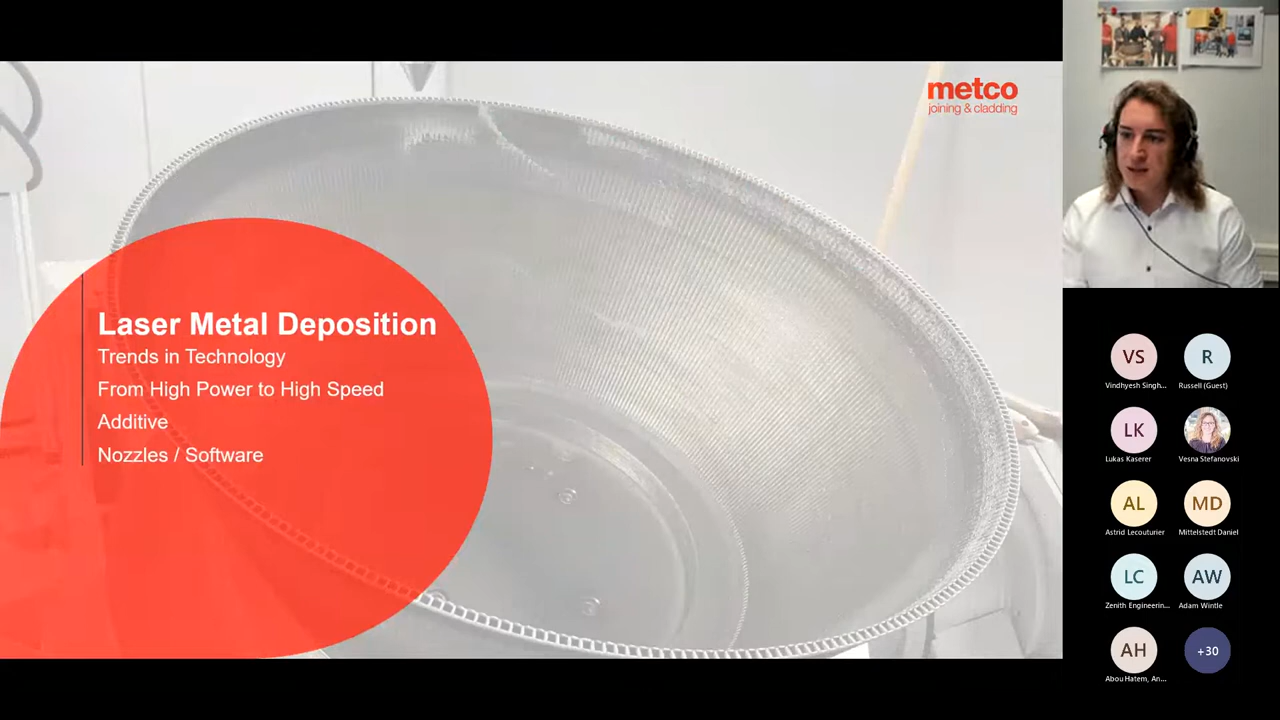 metco
joining & cladding
Laser Metal Deposition
Trends in Technology
From High Power to High Speed
Additive
Nozzles / Software
VS
Vindhyesh Singh...
R
Russell (Guest)
LK
Lukas Kaserer
Vesna Stefanovski
AL
Astrid Lecouturier
MD
Mittelstedt Daniel
LC
Zenith Engineerin...
AW
Adam Wintle
AH
Abou Hatem, An...
+30